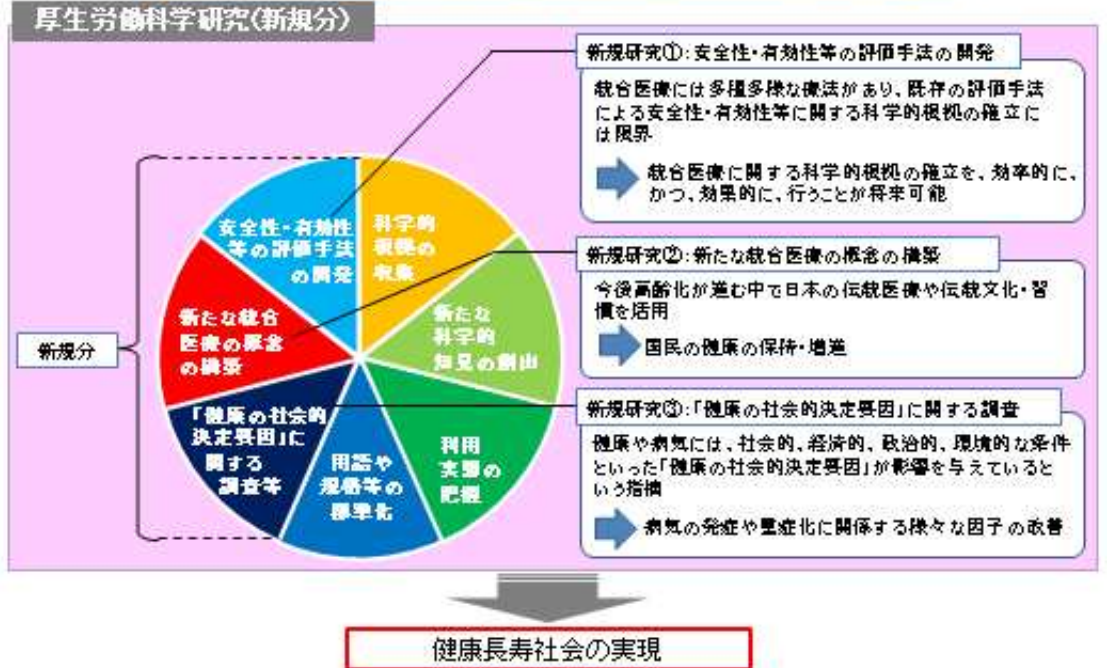 厚生労働科学研究(新規分)
新規研究①:安全性・有効性等の評価手法の開発
統合医療には多種多様な療法があり、既存の評価手法
による安全性・有効性等に関する科学的根拠の確立に
は限界
統合医療に関する科学的根拠の確立を、効率的に、
かつ、効果的に、行うことが将来可能
安全性・有効性
等の評価手法
の開発
科学的
根拠の
収集
新たな
科学的
知見の創出
利用
実態の
把握
用語や
規格等の
標準化
「健康の社会的
決定要因」に
関する
調査等
新たな統合
医療の概念
の構築
新規分
新規研究②:新たな統合医療の概念の構築
今後高齢化が進む中で日本の伝統医療や伝統文化・習
慣を活用
国民の健康の保持・増進
新規研究③:「健康の社会的決定要因」に関する調査
健康や病気には、社会的、経済的、政治的、環境的な条件
といった「健康の社会的決定要因」が影響を与えていると
いう指摘
病気の発症や重症化に関係する様々な因子の改善
健康長寿社会の実現